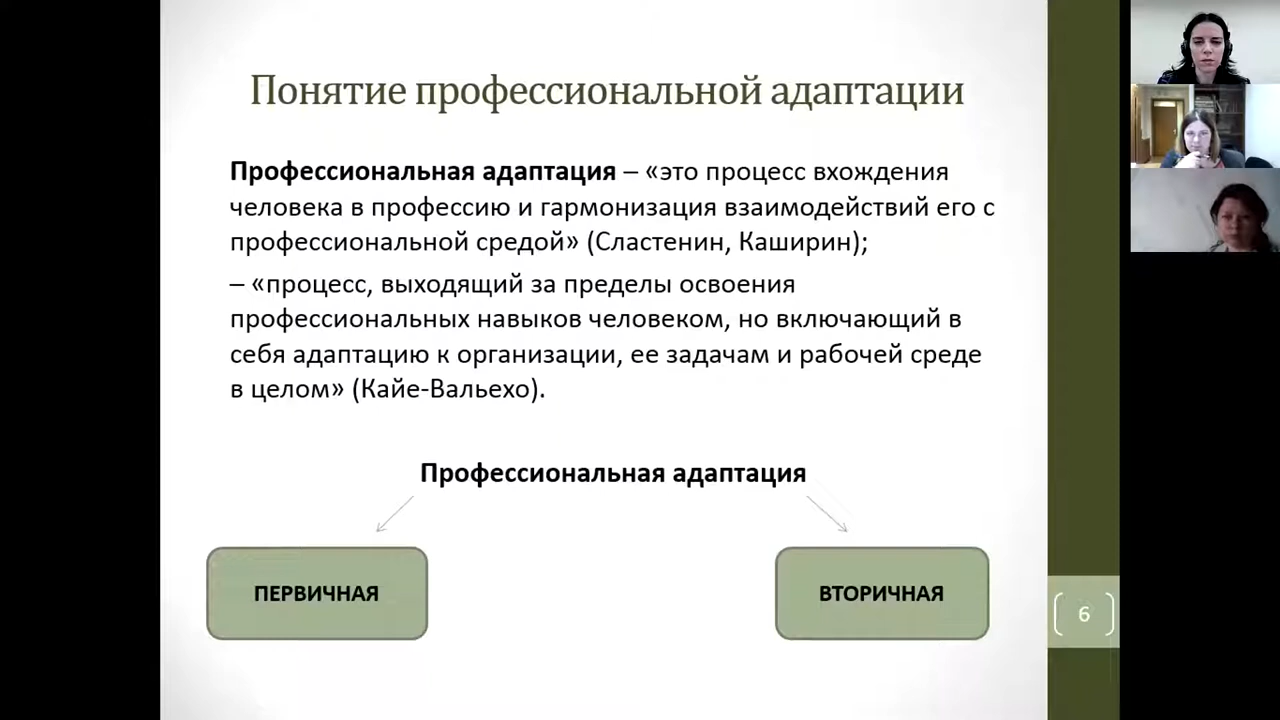 Понятие профессиональной адаптации
Профессиональная адаптация – «это процесс вхождения
человека в профессию и гармонизация взаимодействий его с
профессиональной средой» (Сластенин, Каширин);
– «процесс, выходящий за пределы освоения
профессиональных навыков человеком, но включающий в
себя адаптацию к организации, ее задачам и рабочей среде
в целом» (Кайе-Вальехо).
Профессиональная адаптация
ПЕРВИЧНАЯ
ВТОРИЧНАЯ
6